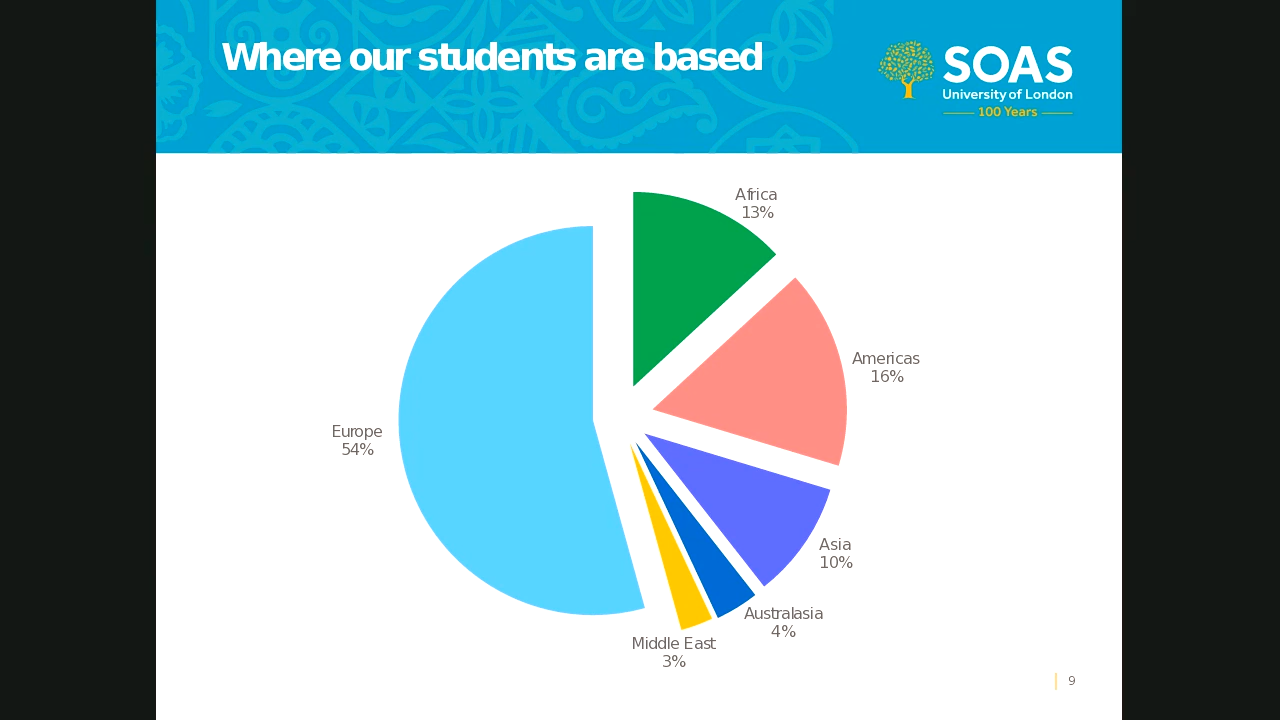 Where our students are based
SOAS
University of London
100 Years
Africa
13%
Americas
16%
Europe
54%
Asia
10%
Australasia
4%
Middle East
3%
9